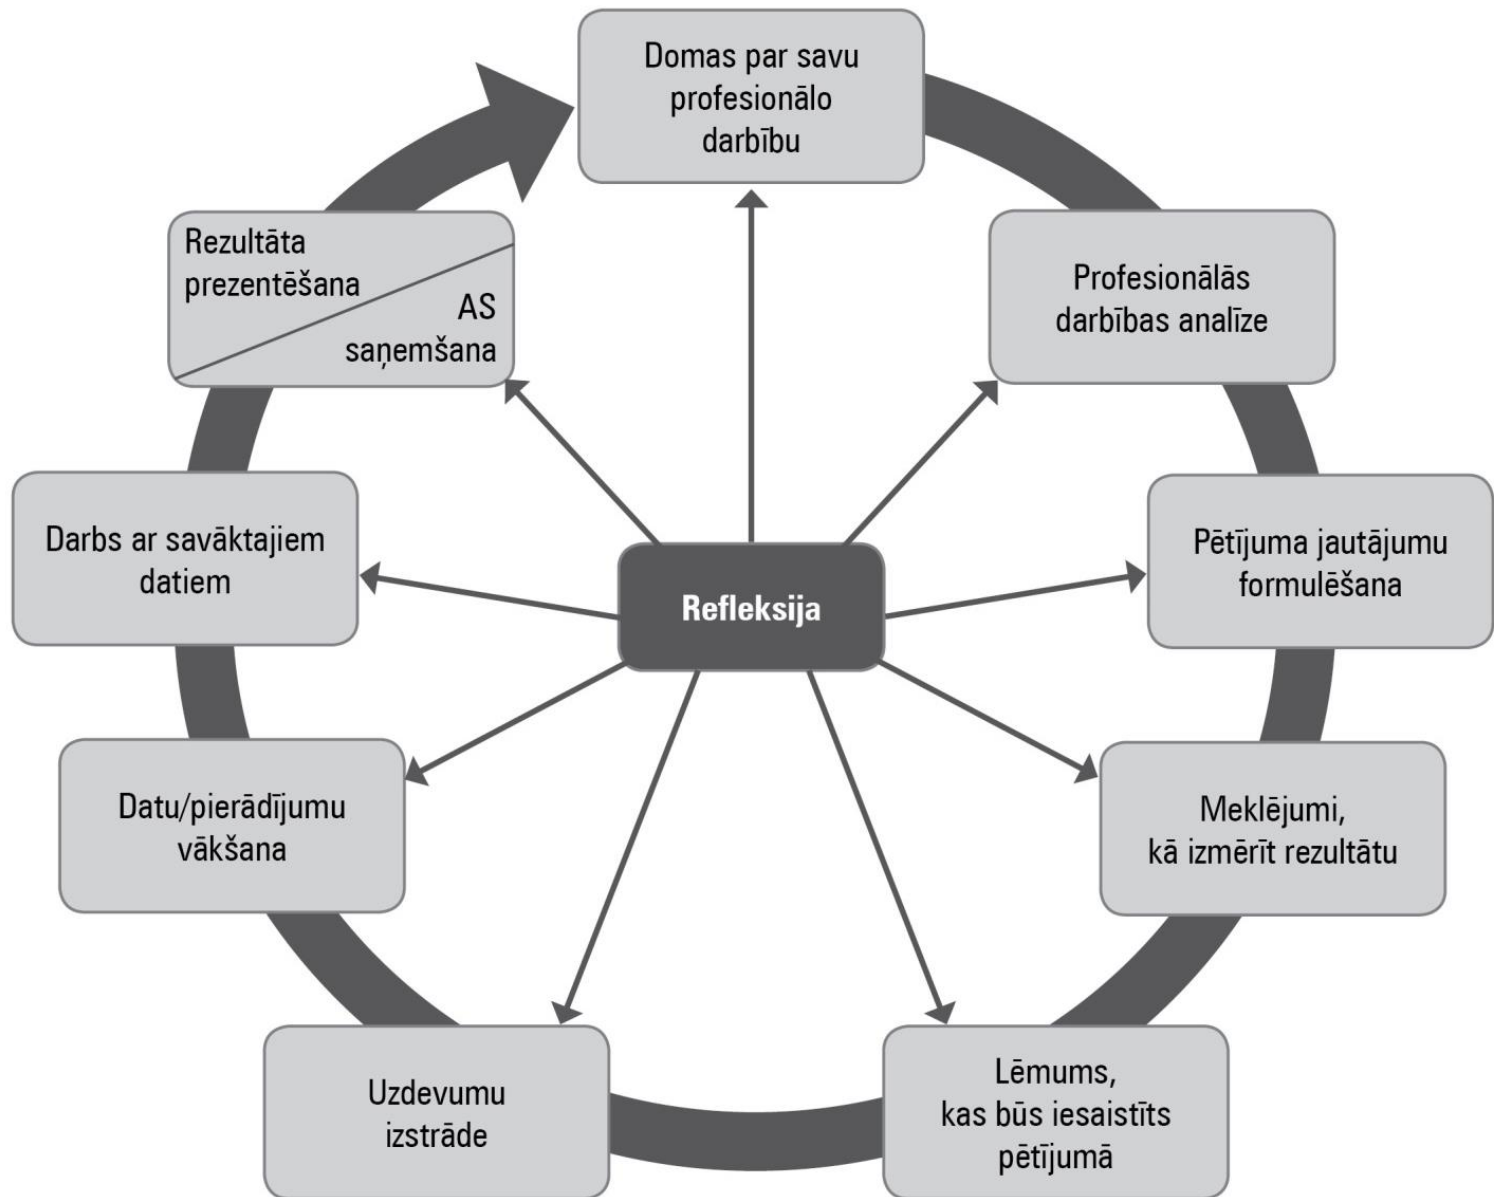 Domas par savu
profesionālo
darbību
Profesionālās
darbības analīze
Pētījuma jautājumu
formulēšana
Meklējumi,
kā izmērīt rezultātu
Lēmums,
kas būs iesaistīts
pētījumā
Uzdevumu
izstrāde
Datu/pierādījumu
vākšana
Darbs ar savāktajiem
datiem
Rezultāta
prezentēšana
AS
saņemšana
Refleksija